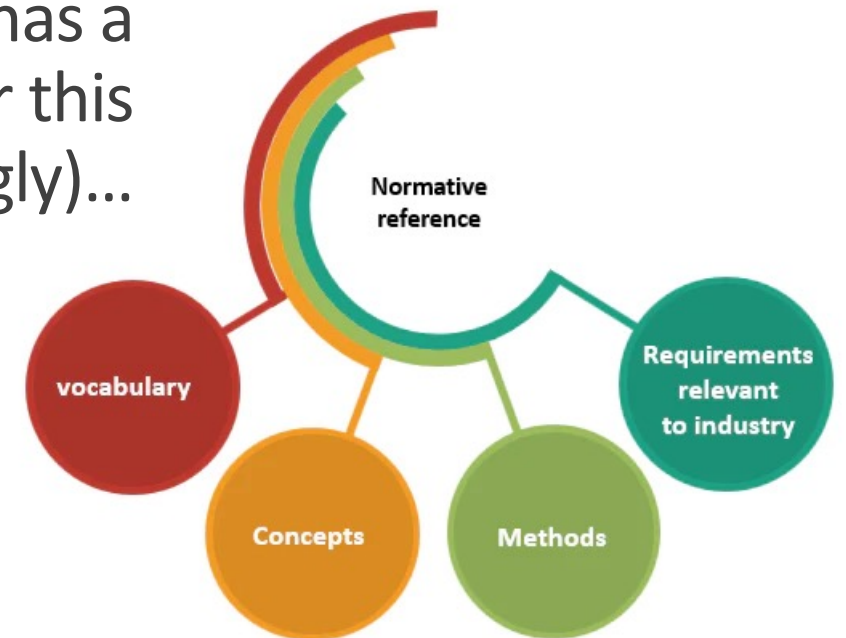 has a
r this
gly)...
Normative
reference
vocabulary
Concepts
Methods
Requirements
relevant
to industry